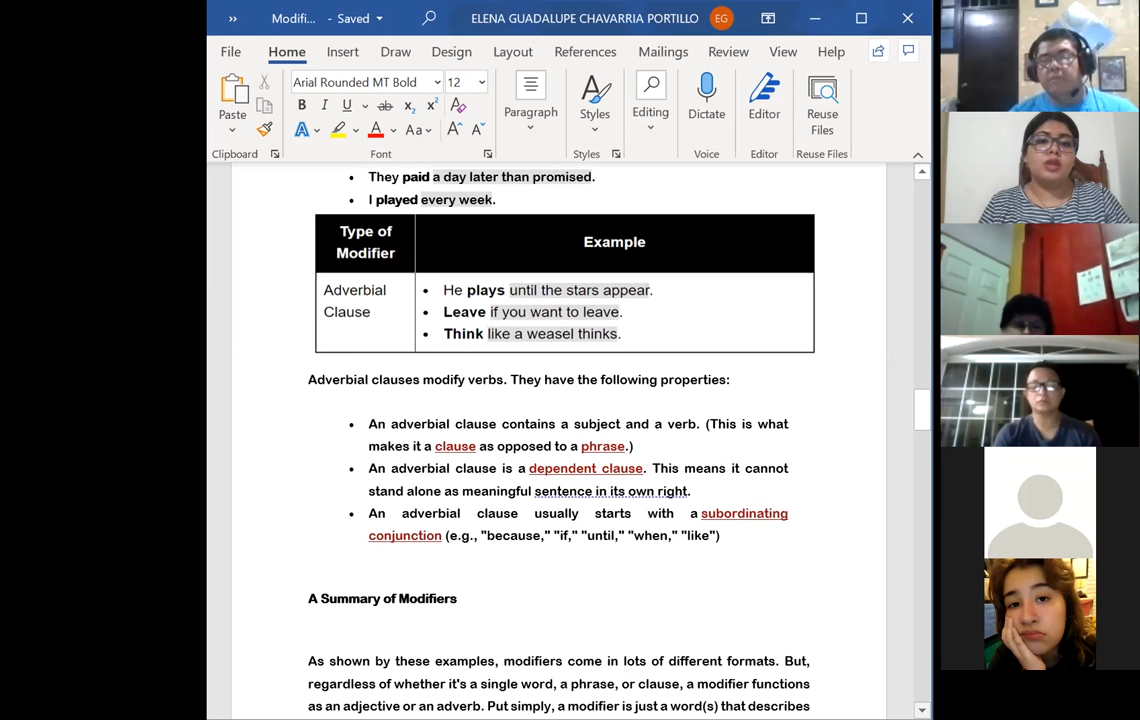 ›› Modifi... - Saved ELENA GUADALUPE CHAVARRIA PORTILLO EG
File Home Insert Draw Design Layout References Mailings Review View Help
Arial Rounded MT Bold 12
B I U ab x₂ x² A
A A Aa A A
Paste Paragraph Styles Editing Dictate Editor Reuse Files
Clipboard Font Styles Voice Editor Reuse Files
• They paid a day later than promised.
• I played every week.
Type of Modifier Example
Adverbial Clause
• He plays until the stars appear.
• Leave if you want to leave.
• Think like a weasel thinks.
Adverbial clauses modify verbs. They have the following properties:
• An adverbial clause contains a subject and a verb. (This is what
makes it a clause as opposed to a phrase.)
• An adverbial clause is a dependent clause. This means it cannot
stand alone as meaningful sentence in its own right.
• An adverbial clause usually starts with a subordinating
conjunction (e.g., "because," "if," "until," "when," "like")
A Summary of Modifiers
As shown by these examples, modifiers come in lots of different formats. But,
regardless of whether it's a single word, a phrase, or clause, a modifier functions
as an adjective or an adverb. Put simply, a modifier is just a word(s) that describes